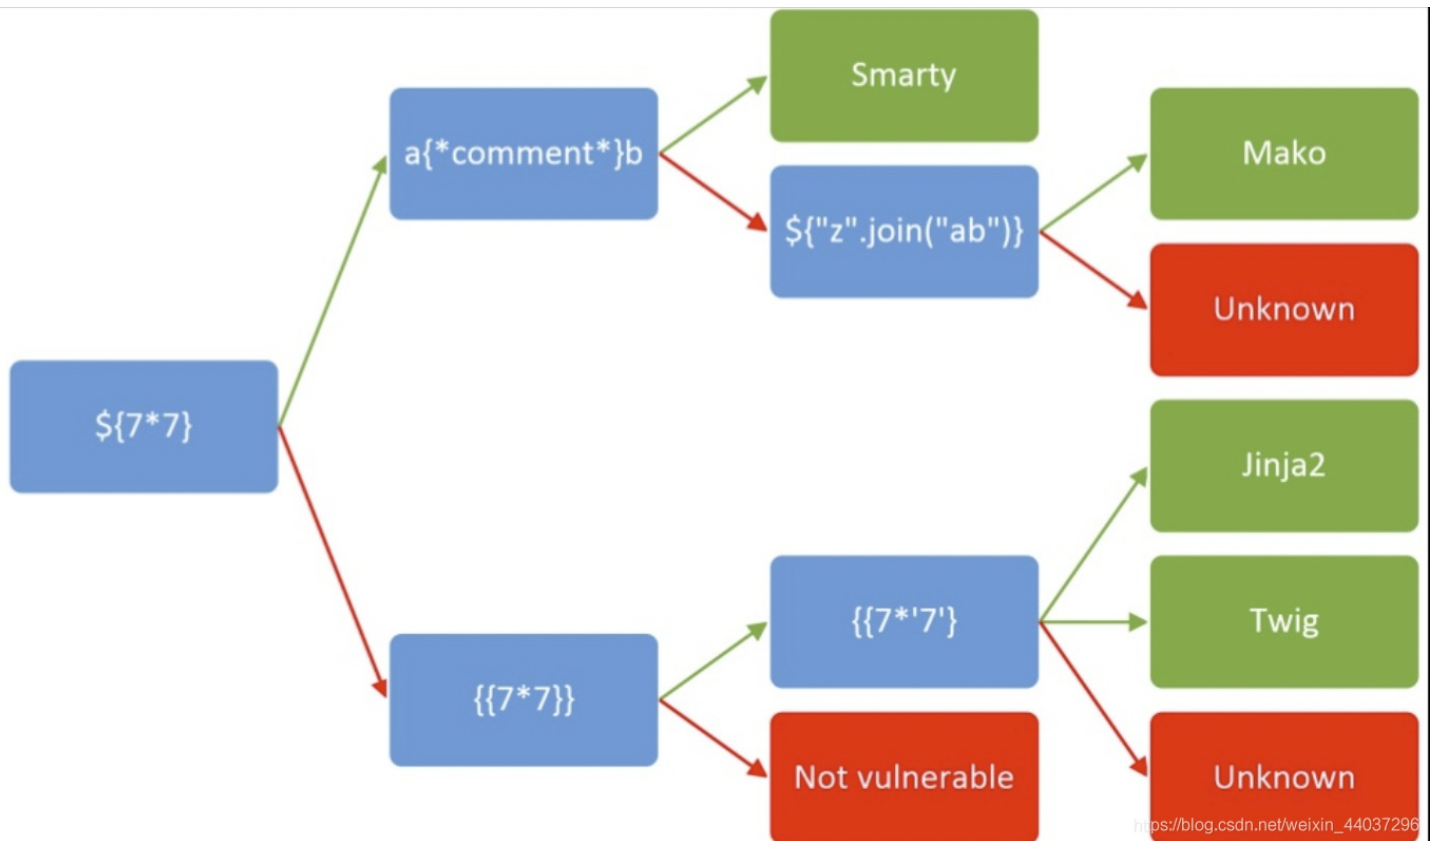 Smarty
a{*comment*}b
Mako
${"z".join("ab")}
Unknown
${7*7}
Jinja2
{{7*'7'}
Twig
{{7*7}}
Not vulnerable
Unknown
https://blog.csdn.net/weixin_44037296